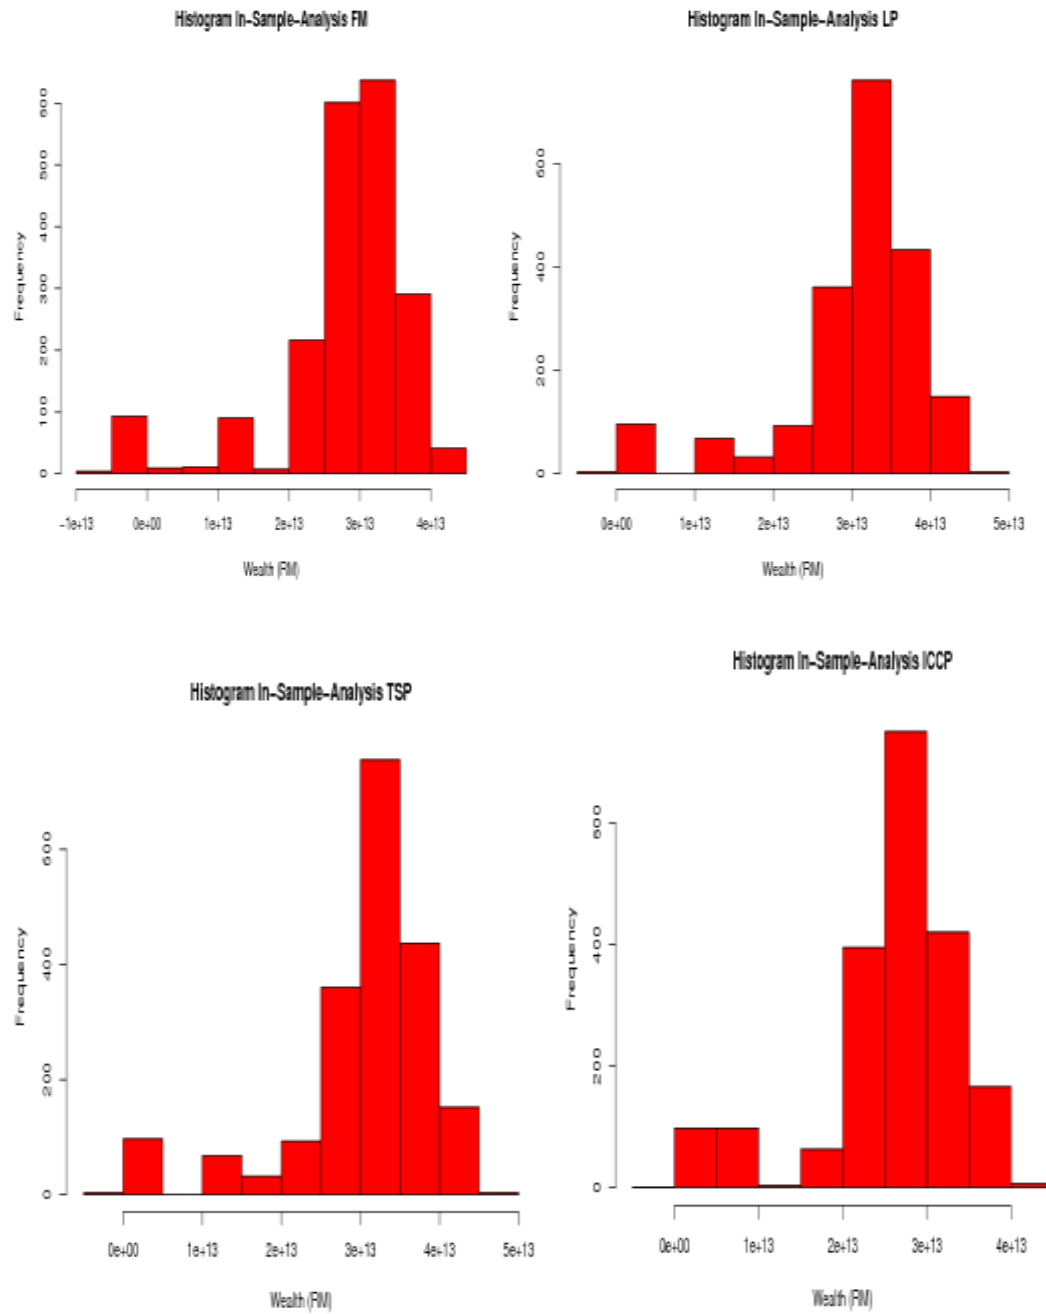 Histogram In-Sample-Analysis FM
Frequency
0 100 200 300 400 500 600
-1e+13 0e+00 1e+13 2e+13 3e+13 4e+13
Wealth (FIM)
Histogram In-Sample-Analysis LP
Frequency
0 200 400 600
0e+00 1e+13 2e+13 3e+13 4e+13 5e+13
Wealth (FIM)
Histogram In-Sample-Analysis TSP
Frequency
0 200 400 600
0e+00 1e+13 2e+13 3e+13 4e+13 5e+13
Wealth (FIM)
Histogram In-Sample-Analysis ICCP
Frequency
0 200 400 600
0e+00 1e+13 2e+13 3e+13 4e+13
Wealth (FIM)